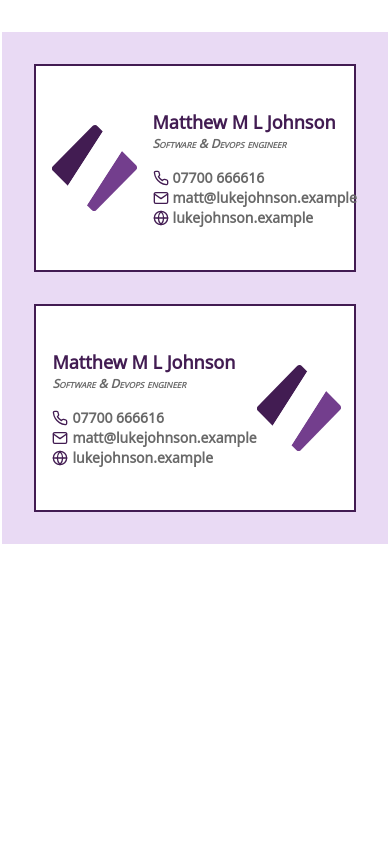 Matthew M L Johnson
Software & Devops engineer
07700 666616
matt@lukejohnson.example
lukejohnson.example
Matthew M L Johnson
Software & Devops engineer
07700 666616
matt@lukejohnson.example
lukejohnson.example